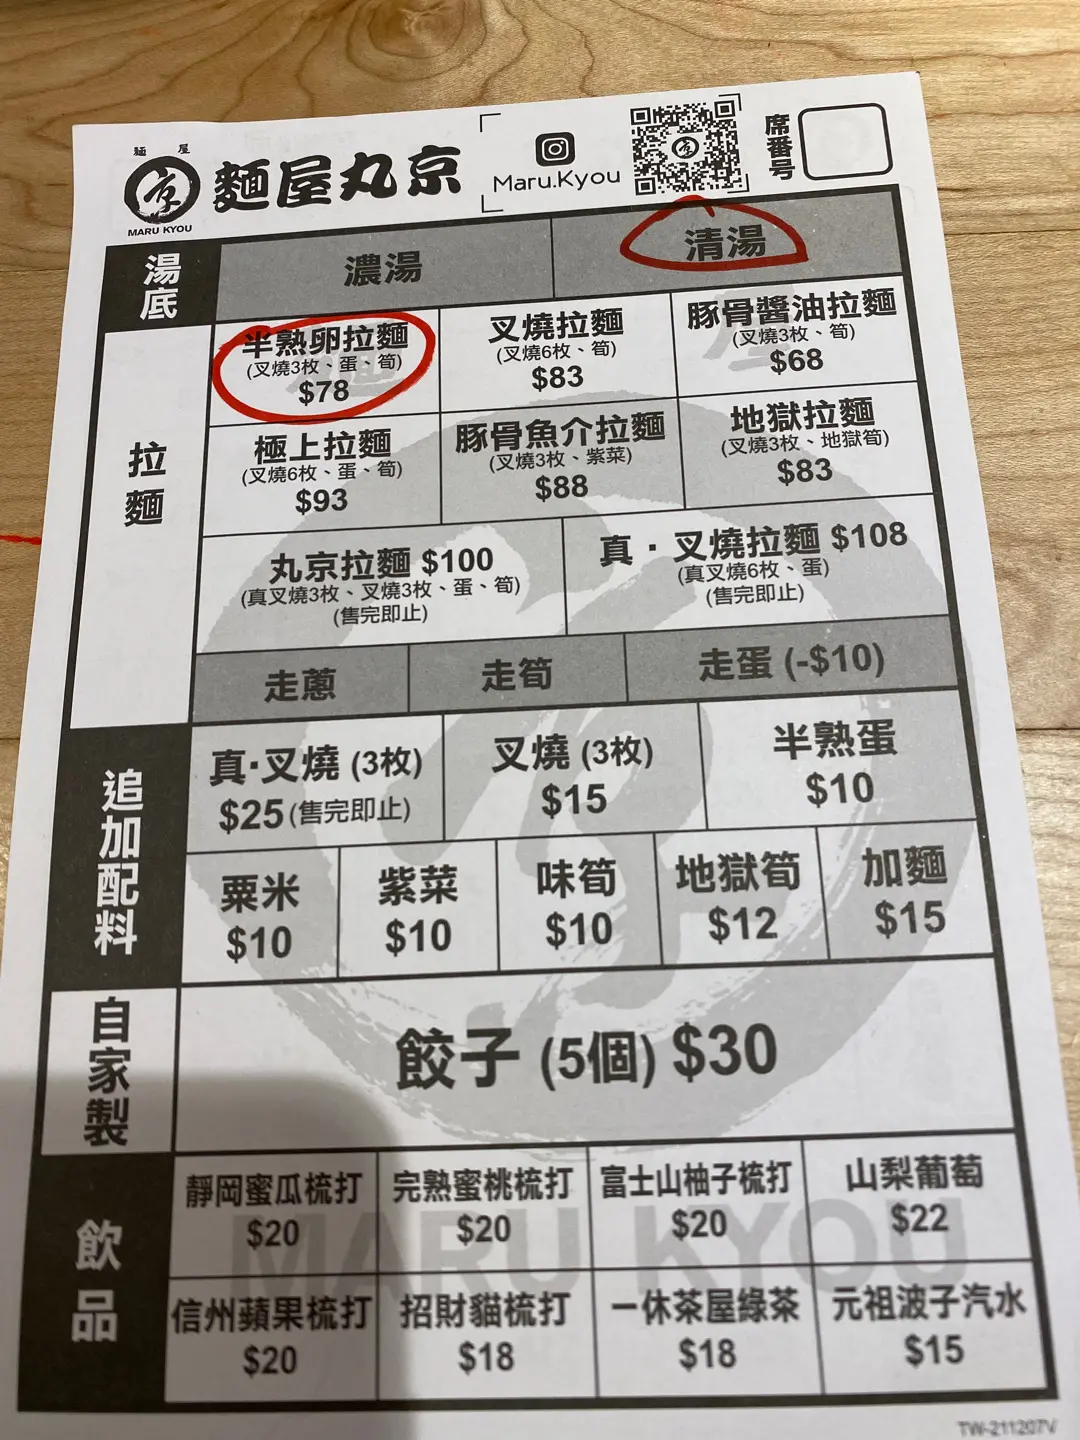 麵屋
京
MARU KYOU
麵屋丸京
Maru.Kyou
京
席番号
湯底
濃湯
清湯
拉麵
半熟卵拉麵
(叉燒3枚、蛋、筍)
$78
叉燒拉麵
(叉燒6枚、筍)
$83
豚骨醬油拉麵
(叉燒3枚、筍)
$68
極上拉麵
(叉燒6枚、蛋、筍)
$93
豚骨魚介拉麵
(叉燒3枚、紫菜)
$88
地獄拉麵
(叉燒3枚、地獄筍)
$83
丸京拉麵 $100
(真叉燒3枚、叉燒3枚、蛋、筍)
(售完即止)
真・叉燒拉麵 $108
(真叉燒6枚、蛋)
(售完即止)
走蔥
走筍
走蛋 (-$10)
追加配料
真·叉燒 (3枚)
$25(售完即止)
叉燒 (3枚)
$15
半熟蛋
$10
粟米
$10
紫菜
$10
味筍
$10
地獄筍
$12
加麵
$15
自家製
餃子 (5個) $30
飲品
靜岡蜜瓜梳打
$20
完熟蜜桃梳打
$20
富士山柚子梳打
$20
山梨葡萄
$22
信州蘋果梳打
$20
招財貓梳打
$18
一休茶屋綠茶
$18
元祖波子汽水
$15
MARU KYOU
TW-211207V